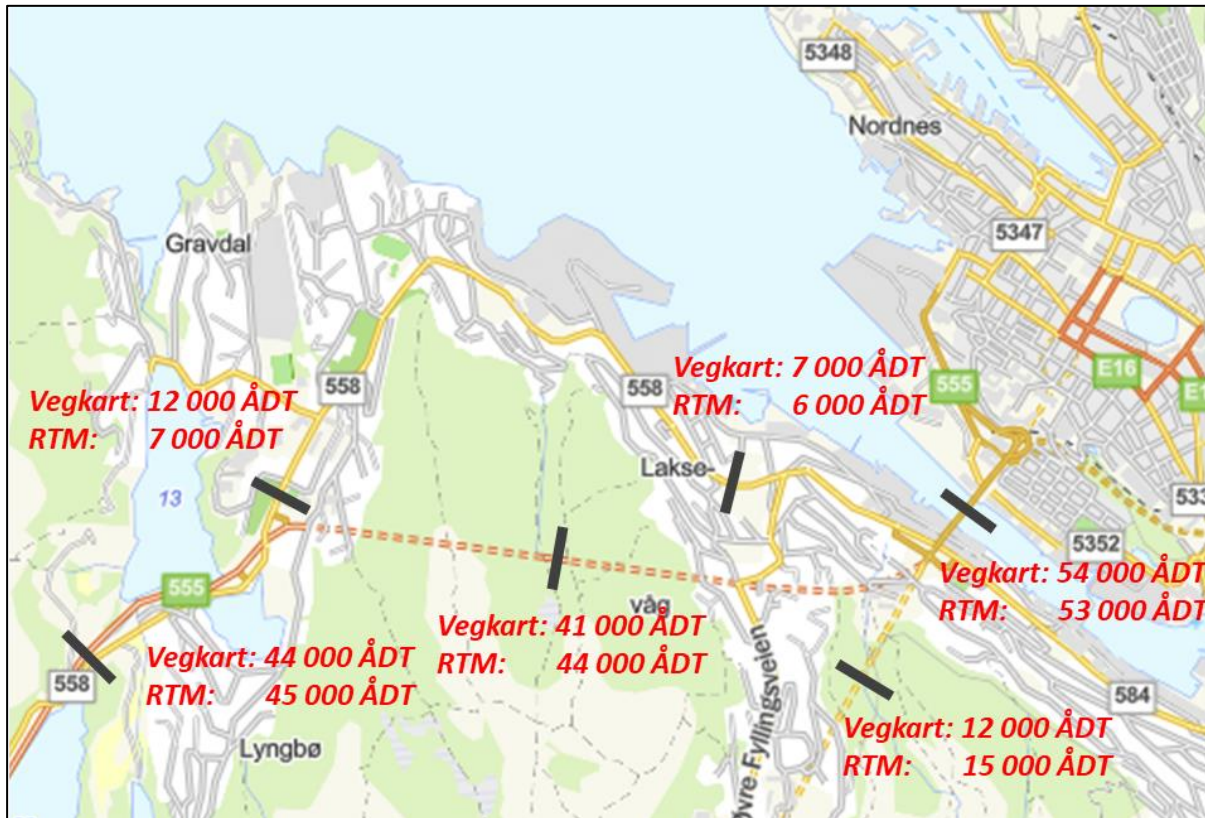 5348
Nordnes
5347
Gravdal
E16
E1
555
558
558
Vegkart: 7 000 ÅDT
RTM: 6 000 ÅDT
Vegkart: 12 000 ÅDT
RTM: 7 000 ÅDT
Lakse-
våg
13
533
5352
555
Vegkart: 54 000 ÅDT
RTM: 53 000 ÅDT
Vegkart: 41 000 ÅDT
RTM: 44 000 ÅDT
Vegkart: 44 000 ÅDT
RTM: 45 000 ÅDT
558
584
Øvre Fyllingsveien
Lyngbø
Vegkart: 12 000 ÅDT
RTM: 15 000 ÅDT